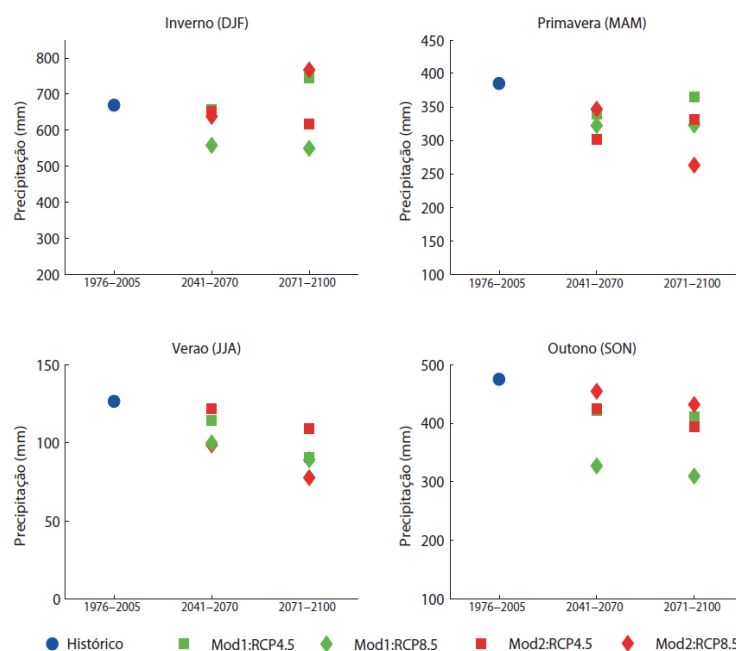 Inverno (DJF)
Precipitação (mm)
800
700
600
500
400
300
200
1976–2005 2041–2070 2071–2100
Primavera (MAM)
Precipitação (mm)
450
400
350
300
250
200
150
100
1976–2005 2041–2070 2071–2100
Verao (JJA)
Precipitação (mm)
150
100
50
0
1976–2005 2041–2070 2071–2100
Outono (SON)
Precipitação (mm)
500
400
300
200
100
1976–2005 2041–2070 2071–2100
Histórico Mod1:RCP4.5 Mod1:RCP8.5 Mod2:RCP4.5 Mod2:RCP8.5